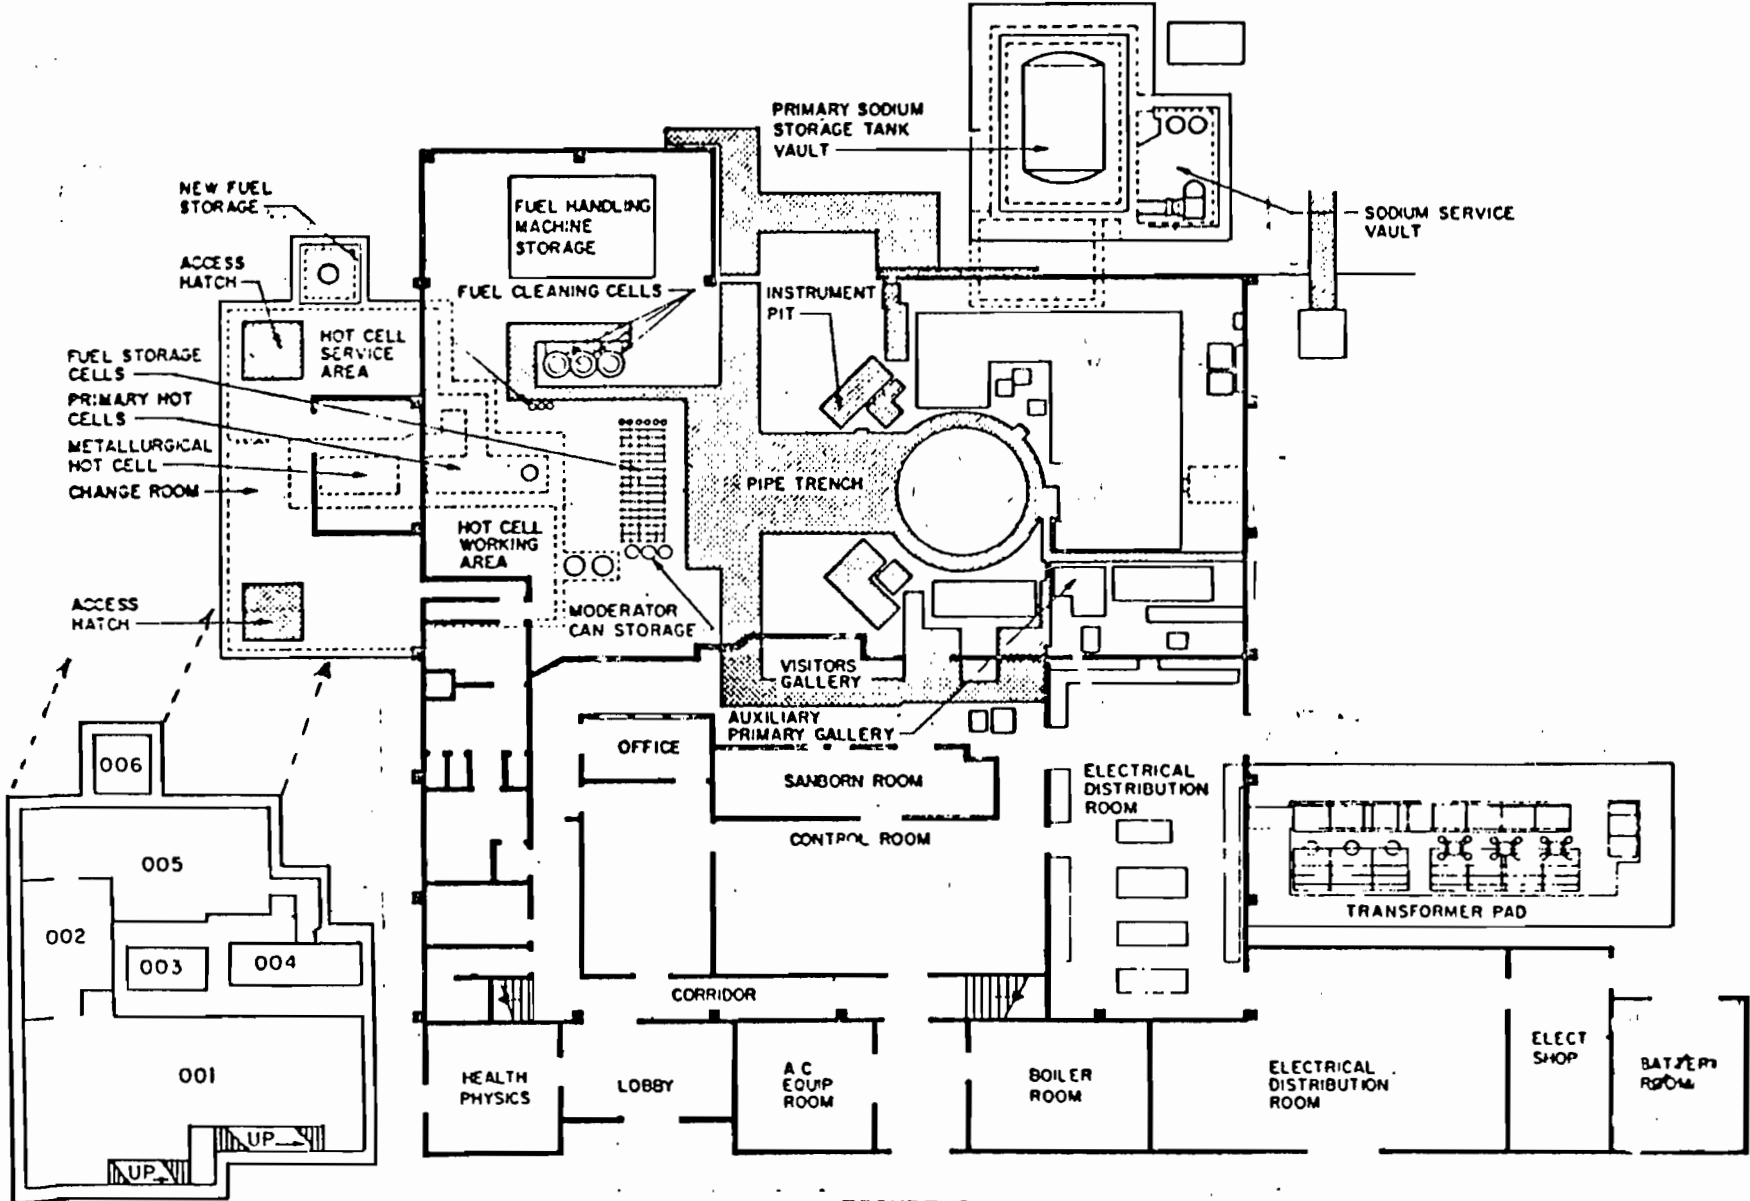 PRIMARY SODIUM
STORAGE TANK
VAULT
NEW FUEL
STORAGE
FUEL HANDLING
MACHINE
STORAGE
SODIUM SERVICE
VAULT
ACCESS
HATCH
FUEL CLEANING CELLS
INSTRUMENT
PIT
HOT CELL
SERVICE
AREA
FUEL STORAGE
CELLS
PRIMARY HOT
CELLS
METALLURGICAL
HOT CELL
CHANGE ROOM
PIPE TRENCH
HOT CELL
WORKING
AREA
ACCESS
HATCH
MODERATOR
CAN STORAGE
VISITORS
GALLERY
AUXILIARY
PRIMARY GALLERY
OFFICE
SANBORN ROOM
ELECTRICAL
DISTRIBUTION
ROOM
CONTROL ROOM
006
005
002
003
004
TRANSFORMER PAD
CORRIDOR
001
HEALTH
PHYSICS
LOBBY
A C
EQUIP
ROOM
BOILER
ROOM
ELECTRICAL
DISTRIBUTION
ROOM
ELECT
SHOP
BATTERY
ROOM
UP
UP